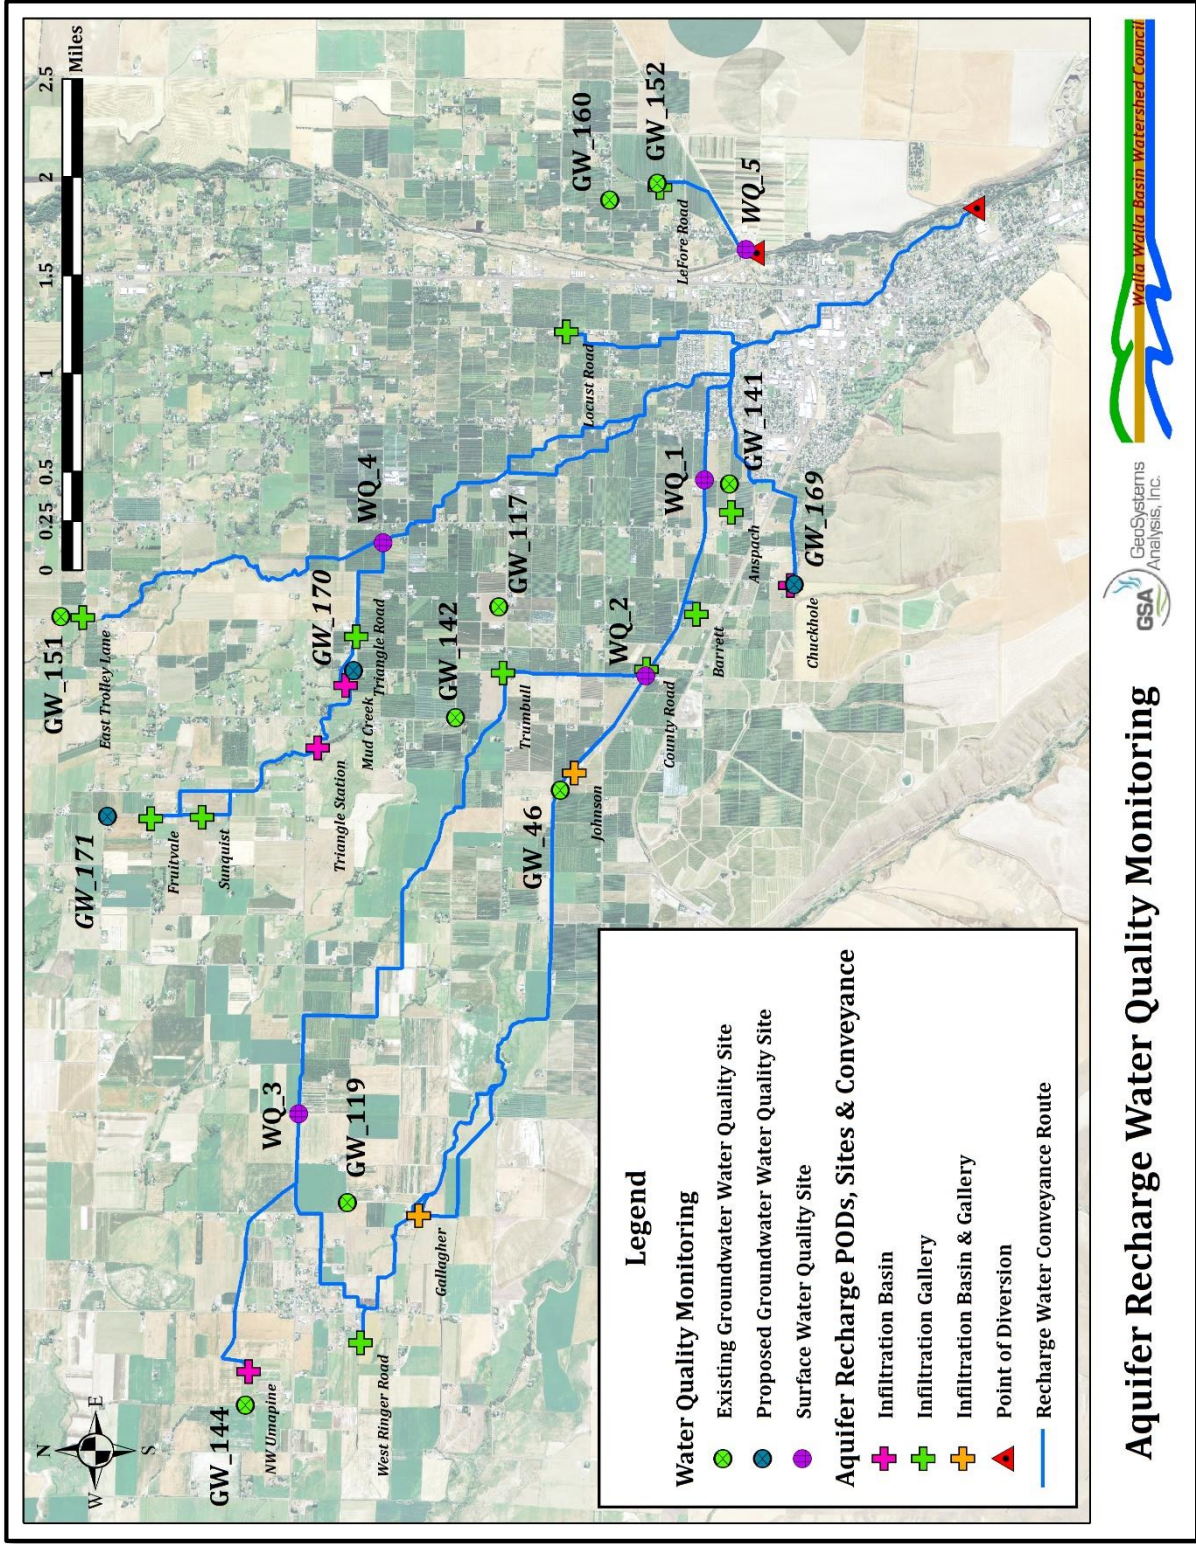 N
W
E
S
0
0.25
0.5
1
1.5
2
2.5
Miles
GW_151
East Trolley Lane
GW_171
Fruitvale
Sunquist
GW_170
Triangle Road
Mud Creek
Triangle Station
WQ_4
GW_144
NW Umapine
WQ_3
GW_119
West Ringer Road
Gallagher
GW_142
GW_117
Trumbull
GW_46
Johnson
WQ_2
County Road
Barrett
WQ_1
GW_141
Anspach
GW_169
Chuckhole
Locust Road
GW_160
GW_152
LeFore Road
WQ_5
Legend
Water Quality Monitoring
Existing Groundwater Water Quality Site
Proposed Groundwater Water Quality Site
Surface Water Quality Site
Aquifer Recharge PODs, Sites & Conveyance
Infiltration Basin
Infiltration Gallery
Infiltration Basin & Gallery
Point of Diversion
Recharge Water Conveyance Route
Aquifer Recharge Water Quality Monitoring
GSA
GeoSystems
Analysis, Inc.
Walla Walla Basin Watershed Council